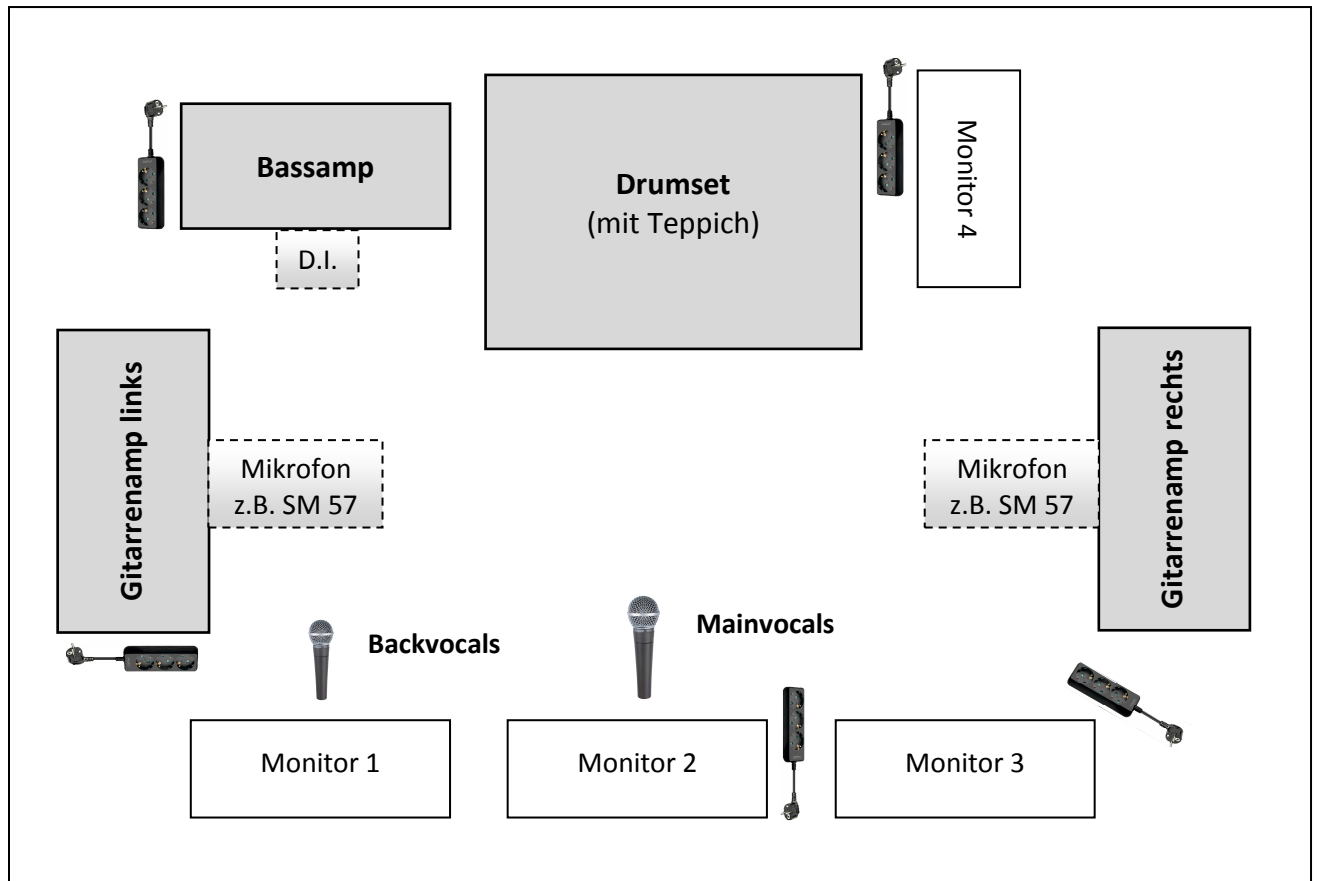 Bassamp
D.I.
Drumset
(mit Teppich)
Monitor 4
Gitarrenamp links
Mikrofon
z.B. SM 57
Mikrofon
z.B. SM 57
Gitarrenamp rechts
Backvocals
Mainvocals
Monitor 1
Monitor 2
Monitor 3